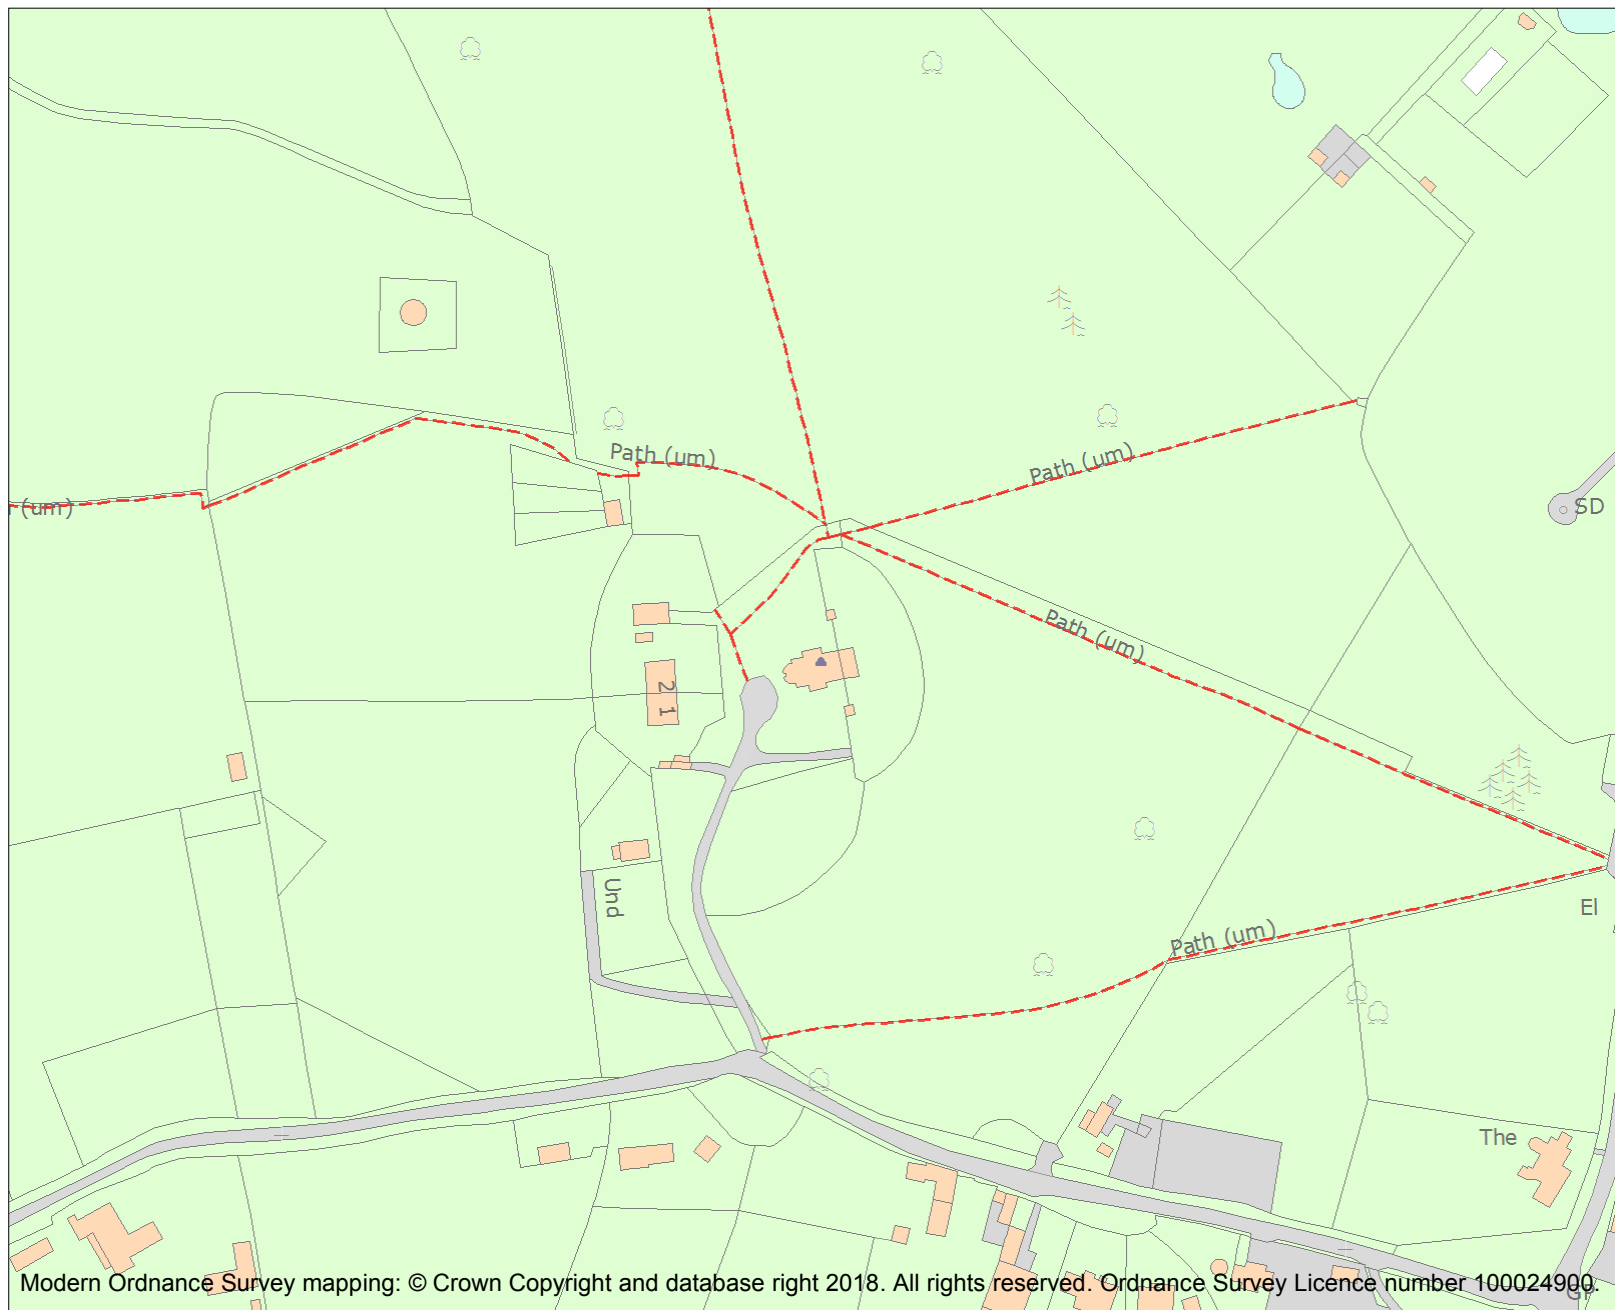 Path (um)
Path (um)
(um)
SD
Path (um)
2
1
Und
El
Path (um)
The
Modern Ordnance Survey mapping: © Crown Copyright and database right 2018. All rights reserved. Ordnance Survey Licence number 100024900.
GP